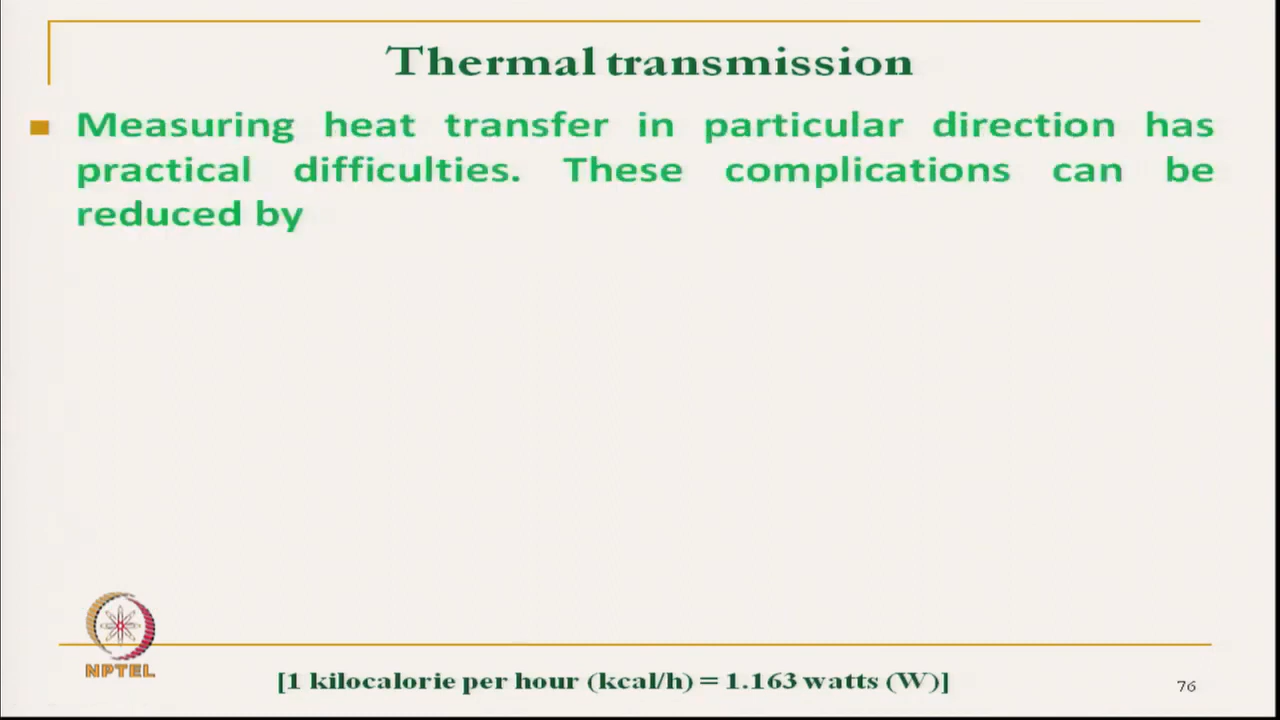 Thermal transmission
Measuring heat transfer in particular direction has
practical difficulties. These complications can be
reduced by
NPTEL
[1 kilocalorie per hour (kcal/h) = 1.163 watts (W)]
76